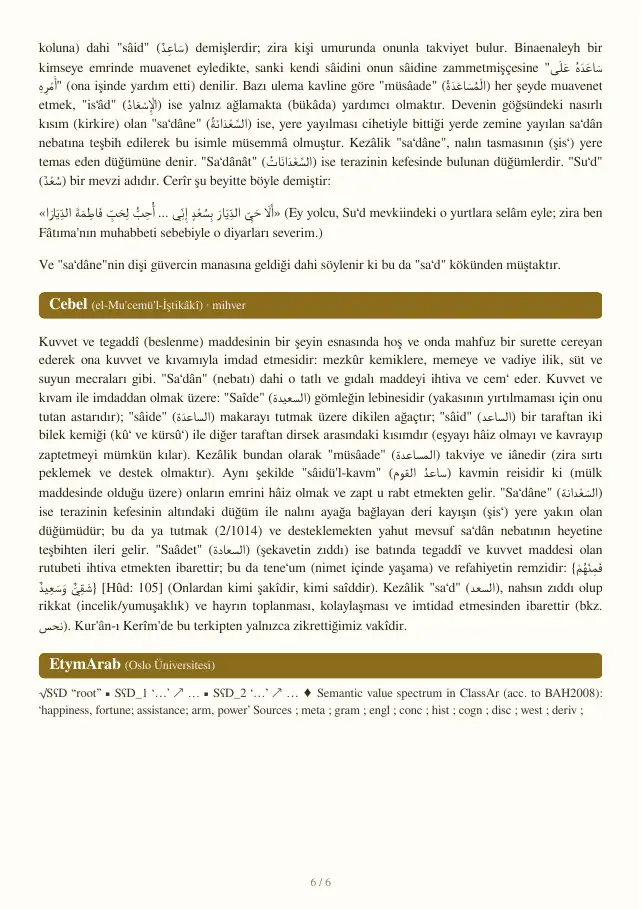 koluna) dahi "sâid" (سَاعِدٌ) demişlerdir; zira kişi umurunda onunla takviyet bulur. Binaenaleyh bir
kimseye emrinde muavenet eyledikte, sanki kendi sâidini onun sâidine zammetmişçesine "سَاعَدَهُ عَلَى
أَمْرِهِ" (ona işinde yardım etti) denilir. Bazı ulema kavline göre "müsâade" (الْمُسَاعَدَةُ) her şeyde muavenet
etmek, "is‘âd" (الْإِسْعَادُ) ise yalnız ağlamakta (bükâda) yardımcı olmaktır. Devenin göğsündeki nasırlı
kısım (kirkire) olan "sa‘dâne" (السَّعْدَانَةُ) ise, yere yayılması cihetiyle bittiği yerde zemine yayılan sa‘dân
nebatına teşbih edilerek bu isimle müsemmâ olmuştur. Kezâlik "sa‘dâne", nalın tasmasının (şis‘) yere
temas eden düğümüne denir. "Sa‘dânât" (السَّعْدَانَاتُ) ise terazinin kefesinde bulunan düğümlerdir. "Su‘d"
(سُعْدٌ) bir mevzi adıdır. Cerîr şu beyitte böyle demiştir:
«أَلَا حَيِّ الدِّيَارَ بِسُعْدٍ إِنِّي ... أُحِبُّ لِحَبِّ فَاطِمَةَ الدِّيَارَا» (Ey yolcu, Su‘d mevkiindeki o yurtlara selâm eyle; zira ben
Fâtıma'nın muhabbeti sebebiyle o diyarları severim.)
Ve "sa‘dâne"nin dişi güvercin manasına geldiği dahi söylenir ki bu da "sa‘d" kökünden müştaktır.
Cebel (el-Mu'cemü'l-İştikâkî) · mihver
Kuvvet ve tegaddî (beslenme) maddesinin bir şeyin esnasında hoş ve onda mahfuz bir surette cereyan
ederek ona kuvvet ve kıvamıyla imdad etmesidir: mezkûr kemiklere, memeye ve vadiye ilik, süt ve
suyun mecraları gibi. "Sa‘dân" (nebatı) dahi o tatlı ve gıdalı maddeyi ihtiva ve cem‘ eder. Kuvvet ve
kıvam ile imdaddan olmak üzere: "Saîde" (السعيدة) gömleğin lebinesidir (yakasının yırtılmaması için onu
tutan astarıdır); "sâide" (الساعدة) makarayı tutmak üzere dikilen ağaçtır; "sâid" (الساعد) bir taraftan iki
bilek kemiği (kû‘ ve kürsû‘) ile diğer taraftan dirsek arasındaki kısımdır (eşyayı hâiz olmayı ve kavrayıp
zaptetmeyi mümkün kılar). Kezâlik bundan olarak "müsâade" (المساعدة) takviye ve iânedir (zira sırtı
peklemek ve destek olmaktır). Aynı şekilde "sâidü'l-kavm" (ساعدُ القوم) kavmin reisidir ki (mülk
maddesinde olduğu üzere) onların emrini hâiz olmak ve zapt u rabt etmekten gelir. "Sa‘dâne" (السَّعْدانة)
ise terazinin kefesinin altındaki düğüm ile nalını ayağa bağlayan deri kayışın (şis‘) yere yakın olan
düğümüdür; bu da ya tutmak (2/1014) ve desteklemekten yahut mevsuf sa‘dân nebatının heyetine
teşbihten ileri gelir. "Saâdet" (السعادة) (şekavetin zıddı) ise batında tegaddî ve kuvvet maddesi olan
rutubeti ihtiva etmekten ibarettir; bu da tene‘um (nimet içinde yaşama) ve refahiyetin remzidir: {فَمِنْهُمْ
شَقِيٌّ وَسَعِيدٌ} [Hûd: 105] (Onlardan kimi şakîdir, kimi saîddir). Kezâlik "sa‘d" (السعد), nahsın zıddı olup
rikkat (incelik/yumuşaklık) ve hayrın toplanması, kolaylaşması ve imtidad etmesinden ibarettir (bkz.
نحس). Kur'ân-ı Kerîm'de bu terkipten yalnızca zikrettiğimiz vakîdir.
EtymArab (Oslo Üniversitesi)
√SʕD “root” ▪ SʕD_1 ‘…’ ↗ … ▪ SʕD_2 ‘…’ ↗ … ♦ Semantic value spectrum in ClassAr (acc. to BAH2008):
‘happiness, fortune; assistance; arm, power’ Sources ; meta ; gram ; engl ; conc ; hist ; cogn ; disc ; west ; deriv ;
6 / 6